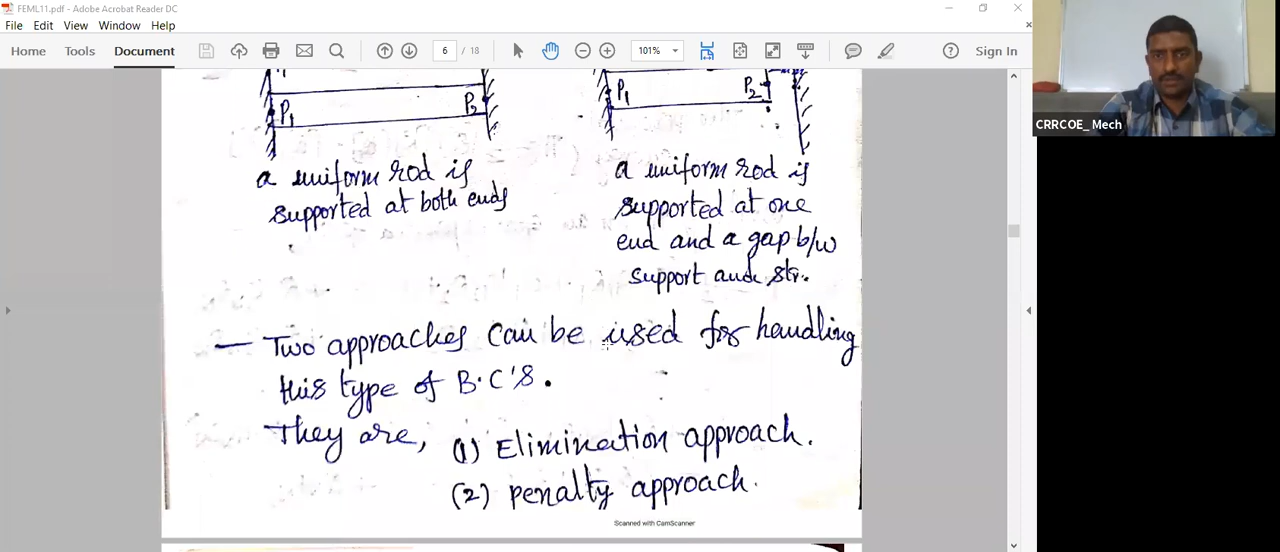 FEML11.pdf - Adobe Acrobat Reader DC
File Edit View Window Help
Home Tools Document 6 / 18 101% Sign In
P1 P2 P1 P2
a uniform rod is
supported at both ends
a uniform rod is
supported at one
end and a gap b/w
support and str.
— Two approaches can be used for handling
this type of B.C's.
They are, (1) Elimination approach.
(2) penalty approach.
Scanned with CamScanner
CRRCOE_ Mech